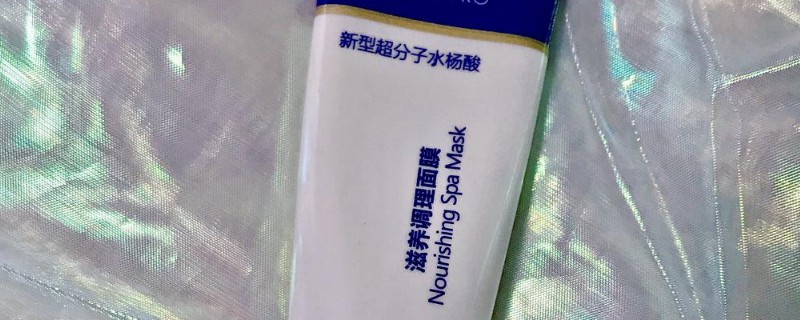 新型超分子水杨酸
滋养调理面膜
Nourishing Spa Mask